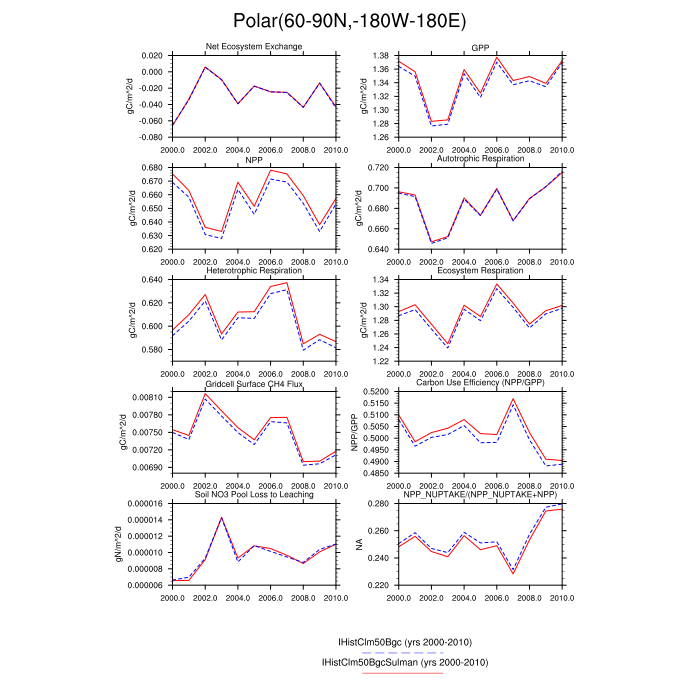 Polar(60-90N,-180W-180E)
Net Ecosystem Exchange
gC/m^2/d
0.020
0.000
-0.020
-0.040
-0.060
-0.080
2000.0 2002.0 2004.0 2006.0 2008.0 2010.0
GPP
gC/m^2/d
1.38
1.36
1.34
1.32
1.30
1.28
1.26
2000.0 2002.0 2004.0 2006.0 2008.0 2010.0
NPP
gC/m^2/d
0.680
0.670
0.660
0.650
0.640
0.630
0.620
2000.0 2002.0 2004.0 2006.0 2008.0 2010.0
Autotrophic Respiration
gC/m^2/d
0.720
0.700
0.680
0.660
0.640
2000.0 2002.0 2004.0 2006.0 2008.0 2010.0
Heterotrophic Respiration
gC/m^2/d
0.640
0.620
0.600
0.580
2000.0 2002.0 2004.0 2006.0 2008.0 2010.0
Ecosystem Respiration
gC/m^2/d
1.34
1.32
1.30
1.28
1.26
1.24
1.22
2000.0 2002.0 2004.0 2006.0 2008.0 2010.0
Gridcell Surface CH4 Flux
gC/m^2/d
0.00810
0.00780
0.00750
0.00720
0.00690
2000.0 2002.0 2004.0 2006.0 2008.0 2010.0
Carbon Use Efficiency (NPP/GPP)
NPP/GPP
0.5200
0.5150
0.5100
0.5050
0.5000
0.4950
0.4900
0.4850
2000.0 2002.0 2004.0 2006.0 2008.0 2010.0
Soil NO3 Pool Loss to Leaching
gN/m^2/d
0.000016
0.000014
0.000012
0.000010
0.000008
0.000006
2000.0 2002.0 2004.0 2006.0 2008.0 2010.0
NPP_NUPTAKE/(NPP_NUPTAKE+NPP)
NA
0.280
0.260
0.240
0.220
2000.0 2002.0 2004.0 2006.0 2008.0 2010.0
IHistClm50Bgc (yrs 2000-2010)
IHistClm50BgcSulman (yrs 2000-2010)